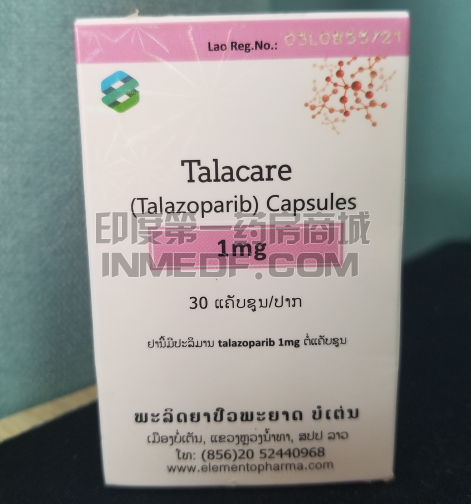 Lao Reg.No.: 03L0855/21
Talacare
(Talazoparib) Capsules
印度第一药房商城
1mg
INMEDF.COM
30 ແຄັບຊູນ/ປາກ
ຢານີ້ມີປະລິມານ talazoparib 1mg ຕໍ່ແຄັບຊູນ
ພະລິດຍາປົວພະຍາດ ບໍ່ເຕ່ນ
ເມືອງບໍ່ເຕັນ, ແຂວງຫຼວງນ້ຳທາ, ສປປ ລາວ
ໂທ: (856)20 52440968
www.elementopharma.com